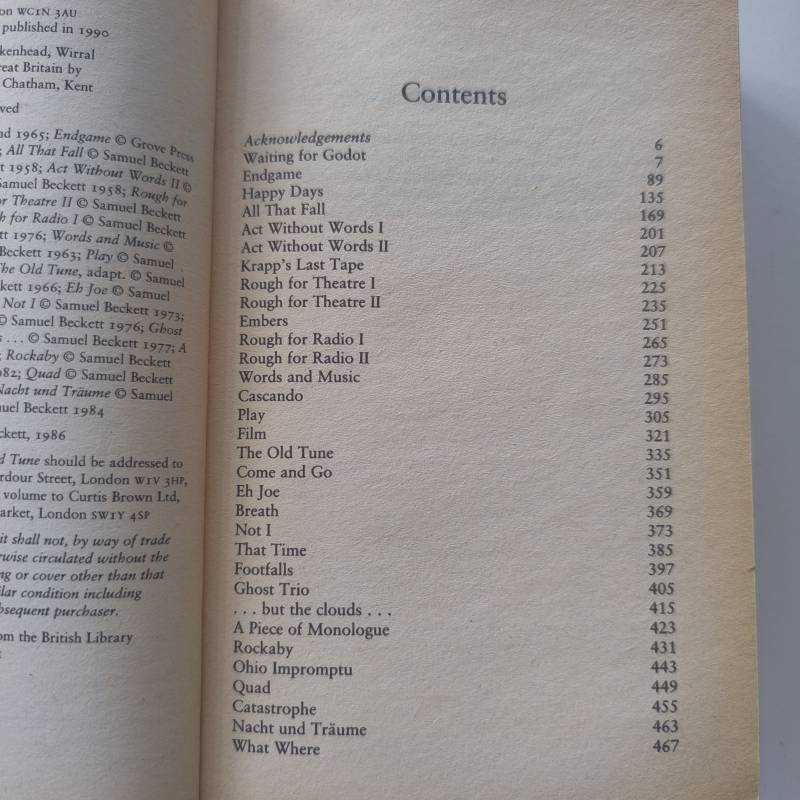 on WC1N 3AU
published in 1990
kenhead, Wirral
eat Britain by
Chatham, Kent
ved
nd 1965; Endgame © Grove Press
; All That Fall © Samuel Beckett
t 1958; Act Without Words II ©
Samuel Beckett 1958; Rough for
or Theatre II © Samuel Beckett
h for Radio I © Samuel Beckett
tt 1976; Words and Music ©
Beckett 1963; Play © Samuel
The Old Tune, adapt. © Samuel
kett 1966; Eh Joe © Samuel
Not I © Samuel Beckett 1973;
© Samuel Beckett 1976; Ghost
s . . . © Samuel Beckett 1977; A
; Rockaby © Samuel Beckett
982; Quad © Samuel Beckett
Nacht und Träume © Samuel
uel Beckett 1984
ckett, 1986
d Tune should be addressed to
rdour Street, London W1V 3HP,
volume to Curtis Brown Ltd,
arket, London SW1Y 4SP
it shall not, by way of trade
rwise circulated without the
ng or cover other than that
ilar condition including
bsequent purchaser.
om the British Library
Contents
Acknowledgements 6
Waiting for Godot 7
Endgame 89
Happy Days 135
All That Fall 169
Act Without Words I 201
Act Without Words II 207
Krapp's Last Tape 213
Rough for Theatre I 225
Rough for Theatre II 235
Embers 251
Rough for Radio I 265
Rough for Radio II 273
Words and Music 285
Cascando 295
Play 305
Film 321
The Old Tune 335
Come and Go 351
Eh Joe 359
Breath 369
Not I 373
That Time 385
Footfalls 397
Ghost Trio 405
. . . but the clouds . . . 415
A Piece of Monologue 423
Rockaby 431
Ohio Impromptu 443
Quad 449
Catastrophe 455
Nacht und Träume 463
What Where 467